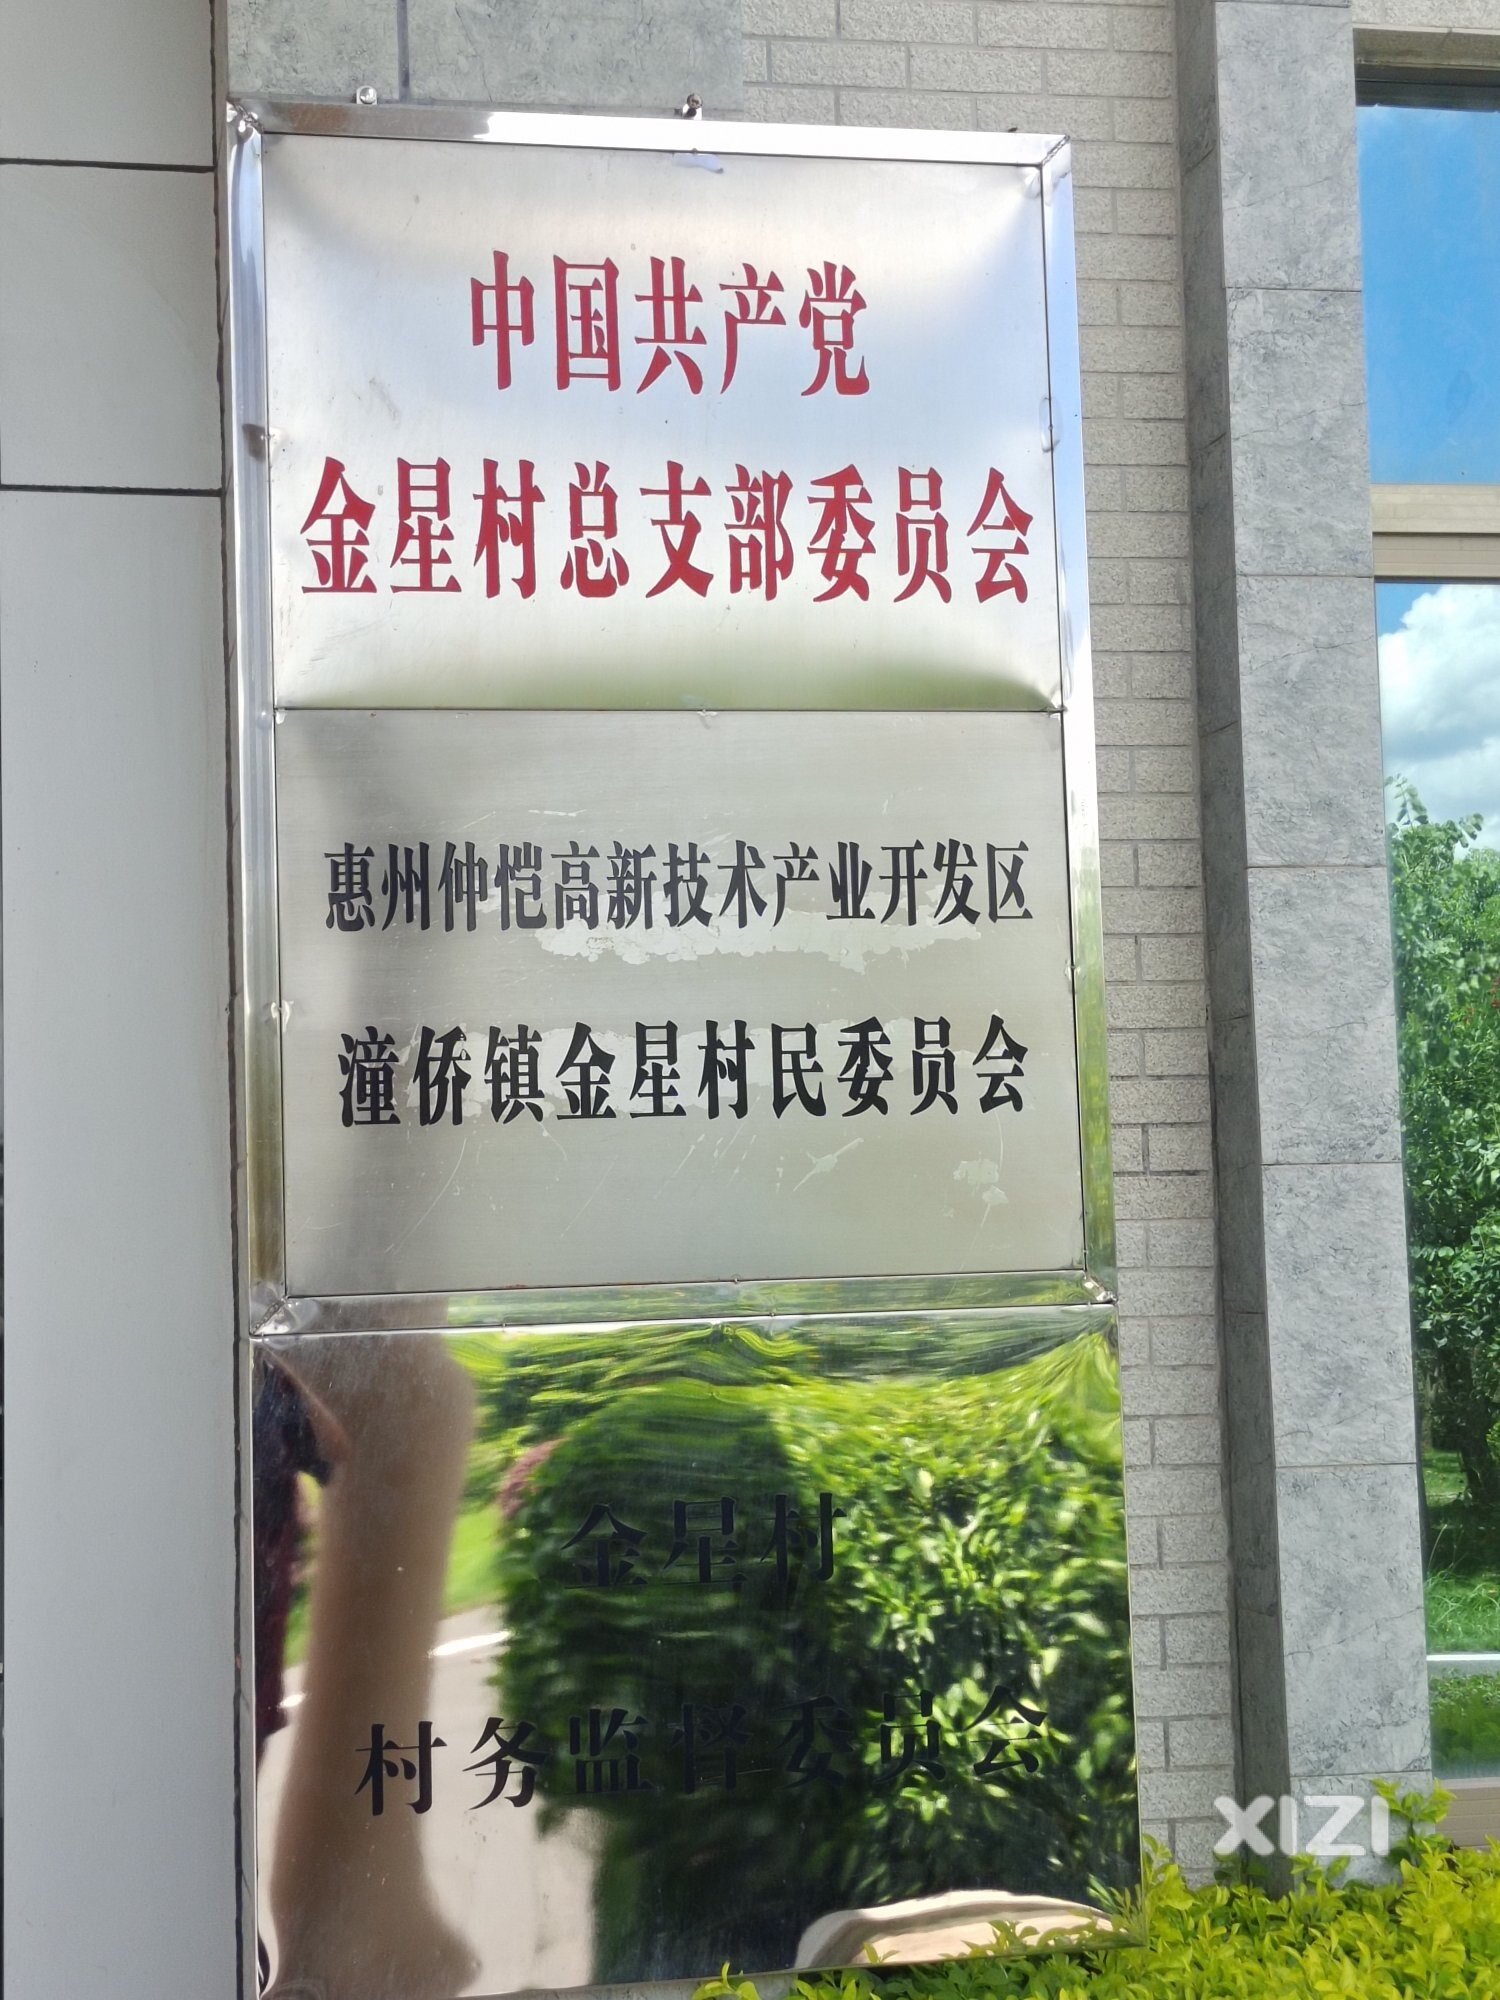 中国共产党
金星村总支部委员会
惠州仲恺高新技术产业开发区
潼侨镇金星村民委员会
金星村
村务监督委员会
XIZI